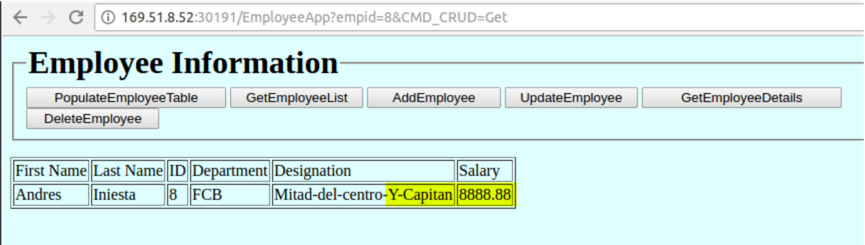 169.51.8.52:30191/EmployeeApp?empid=8&CMD_CRUD=Get
Employee Information
PopulateEmployeeTable GetEmployeeList AddEmployee UpdateEmployee GetEmployeeDetails
DeleteEmployee
First Name Last Name ID Department Designation Salary
Andres Iniesta 8 FCB Mitad-del-centro-Y-Capitan 8888.88